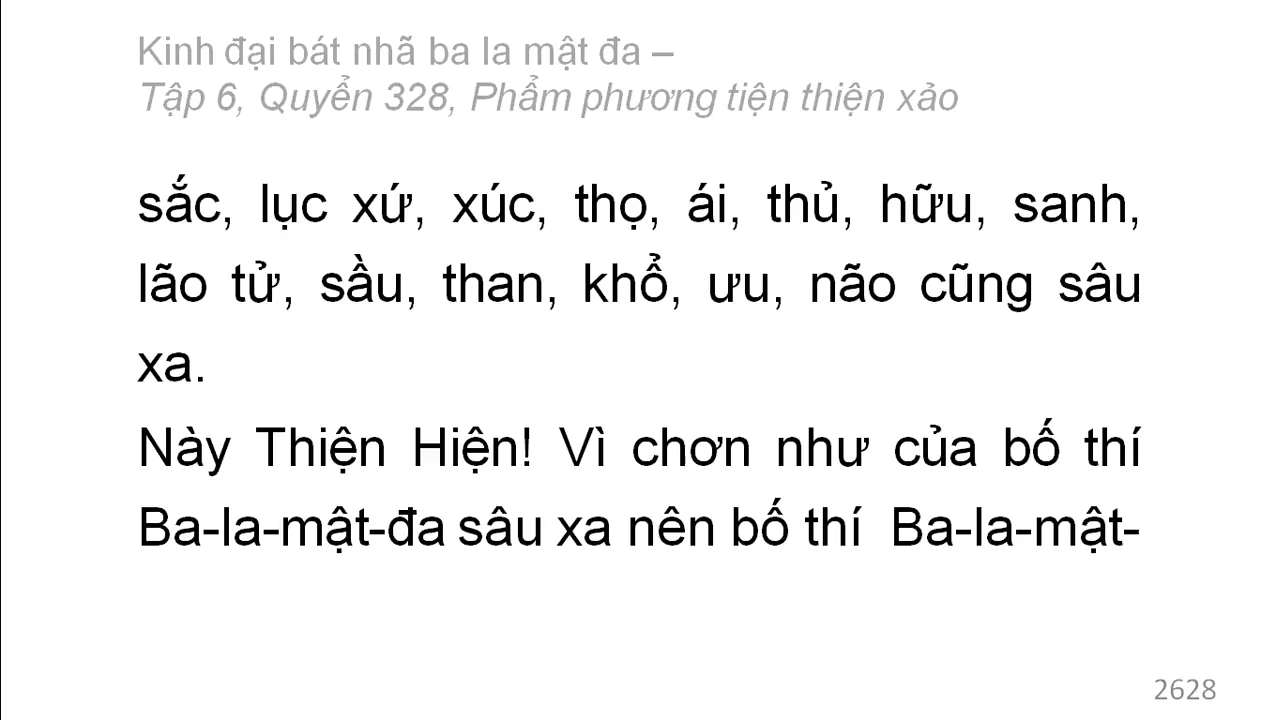 Kinh đại bát nhã ba la mật đa –
Tập 6, Quyển 328, Phẩm phương tiện thiện xảo
sắc, lục xứ, xúc, thọ, ái, thủ, hữu, sanh,
lão tử, sầu, than, khổ, ưu, não cũng sâu
xa.
Này Thiện Hiện! Vì chơn như của bố thí
Ba-la-mật-đa sâu xa nên bố thí Ba-la-mật-
2628